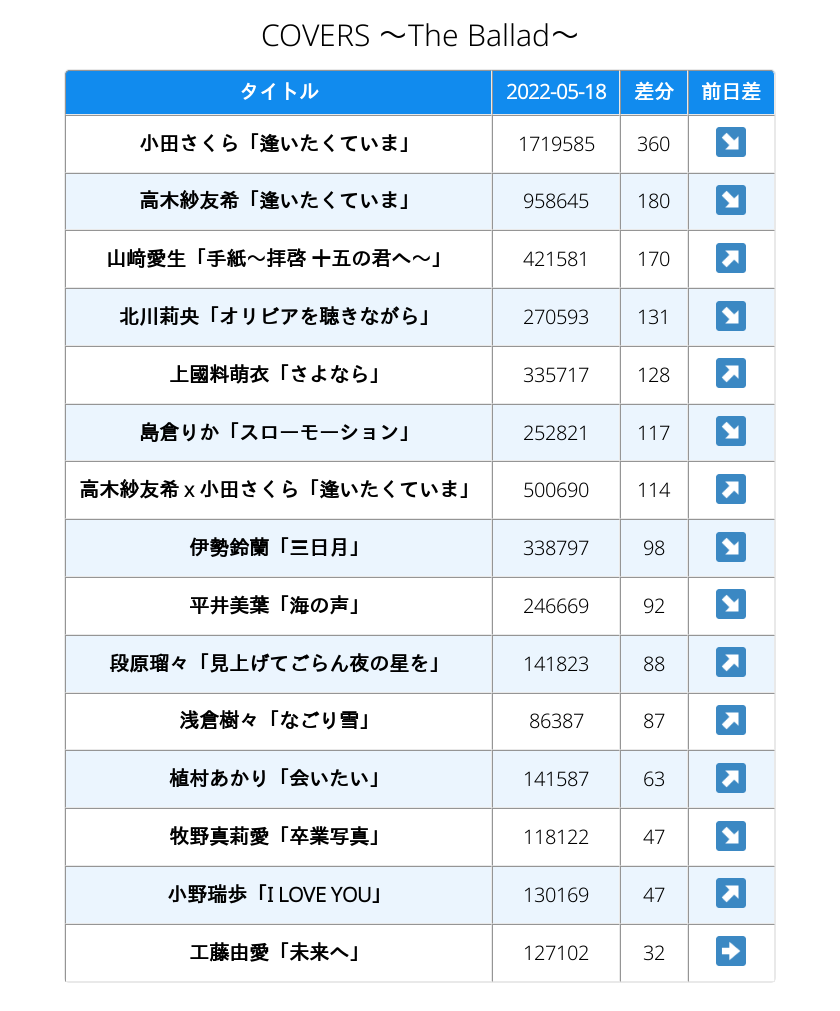 COVERS ～The Ballad～
タイトル 2022-05-18 差分 前日差
小田さくら「逢いたくていま」 1719585 360 ↘
高木紗友希「逢いたくていま」 958645 180 ↘
山﨑愛生「手紙～拝啓 十五の君へ～」 421581 170 ↗
北川莉央「オリビアを聴きながら」 270593 131 ↘
上國料萌衣「さよなら」 335717 128 ↗
島倉りか「スローモーション」 252821 117 ↘
高木紗友希 x 小田さくら「逢いたくていま」 500690 114 ↗
伊勢鈴蘭「三日月」 338797 98 ↘
平井美葉「海の声」 246669 92 ↘
段原瑠々「見上げてごらん夜の星を」 141823 88 ↗
浅倉樹々「なごり雪」 86387 87 ↗
植村あかり「会いたい」 141587 63 ↗
牧野真莉愛「卒業写真」 118122 47 ↘
小野瑞歩「I LOVE YOU」 130169 47 ↗
工藤由愛「未来へ」 127102 32 →